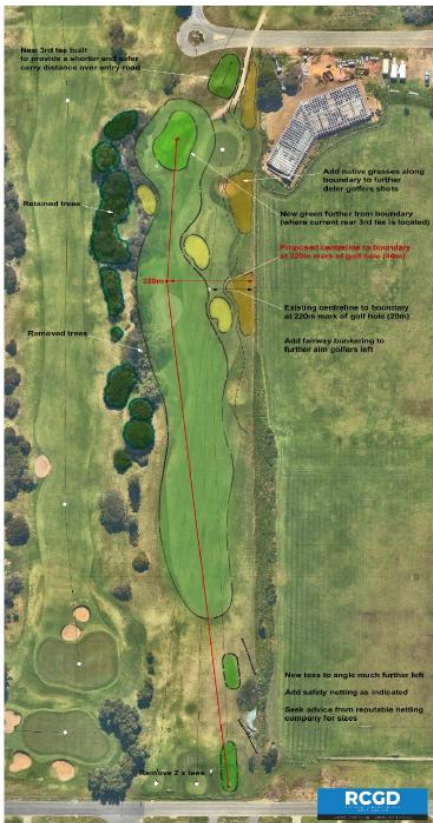 New 3rd tee built
to provide a shorter and safer
carry distance over entry road
Add native grasses along
boundary to further
deter golfers shots
Retained trees
New green further from boundary
(where current rear 3rd tee is located)
Proposed centreline to boundary
at 220m mark of golf hole (40m)
220m
Existing centreline to boundary
at 220m mark of golf hole (20m)
Removed trees
Add fairway bunkering to
further aim golfers left
New tees to angle much further left
Add safety netting as indicated
Seek advice from reputable netting
company for sizes
Remove 2 x tees
RCGD